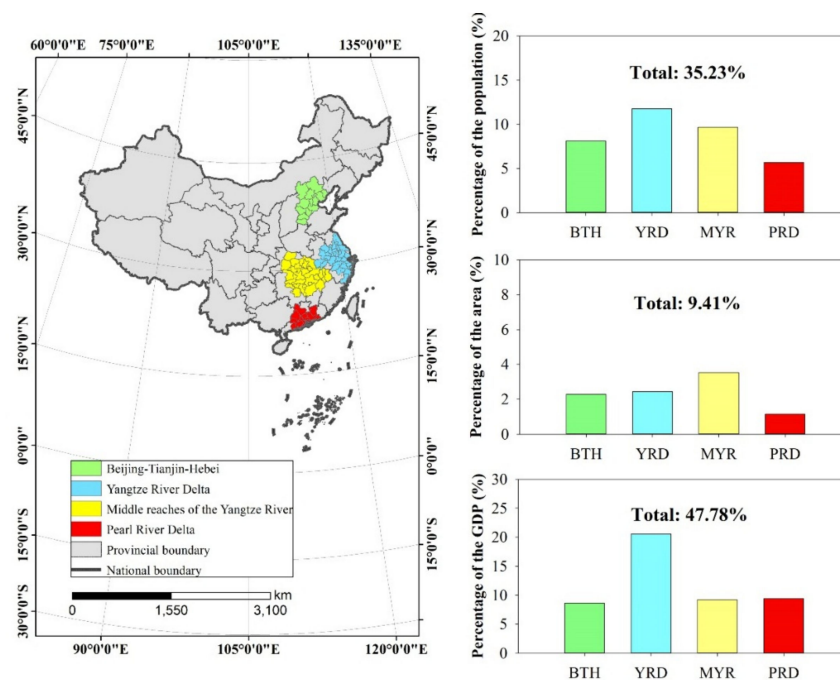 60°0'0"E 75°0'0"E 105°0'0"E 135°0'0"E
45°0'0"N
30°0'0"N
15°0'0"N
0°0'0"
15°0'0"S
30°0'0"S
45°0'0"N
30°0'0"N
15°0'0"N
0°0'0"
15°0'0"S
Beijing-Tianjin-Hebei
Yangtze River Delta
Middle reaches of the Yangtze River
Pearl River Delta
Provincial boundary
National boundary
km
0 1,550 3,100
90°0'0"E 105°0'0"E 120°0'0"E
Percentage of the population (%)
20
15
10
5
0
Total: 35.23%
BTH YRD MYR PRD
Percentage of the area (%)
10
8
6
4
2
0
Total: 9.41%
BTH YRD MYR PRD
Percentage of the GDP (%)
30
25
20
15
10
5
0
Total: 47.78%
BTH YRD MYR PRD